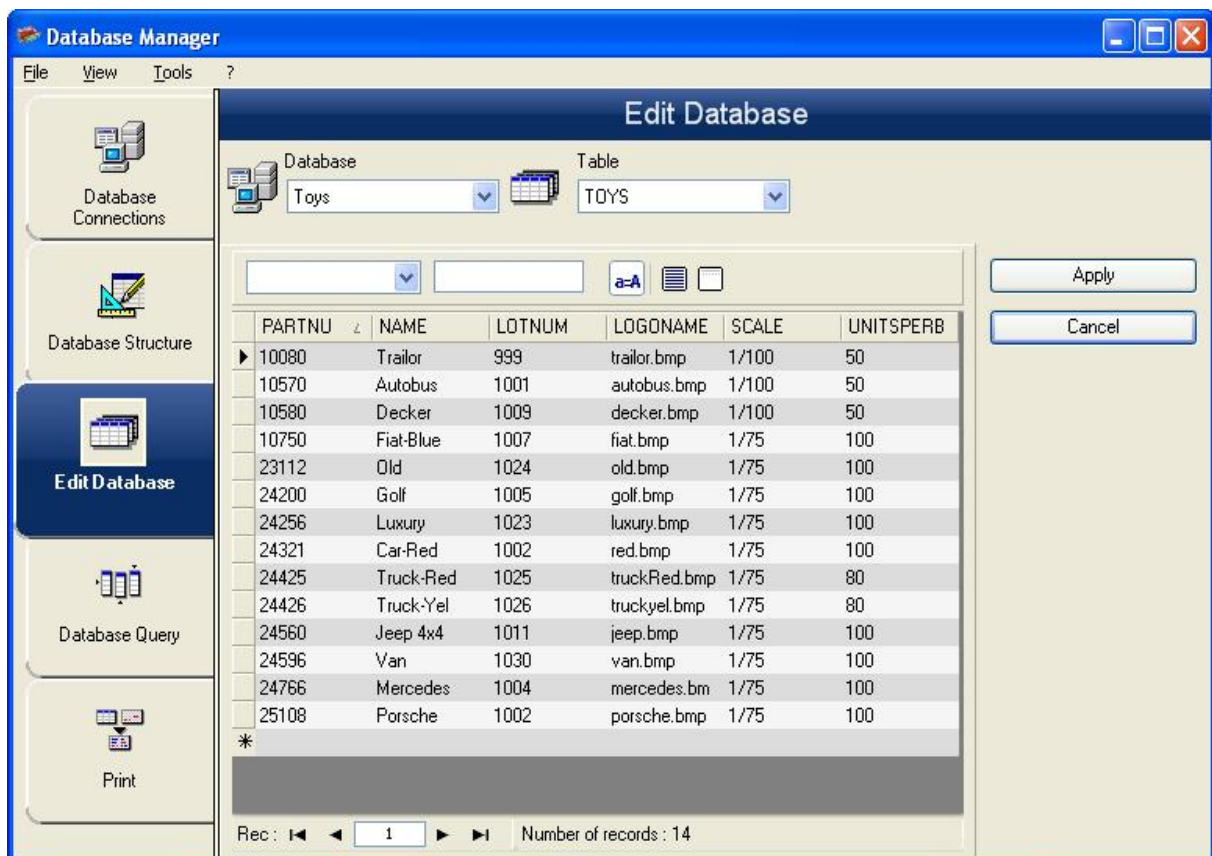 Database Manager
File View Tools ?
Edit Database
Database Connections
Database Structure
Edit Database
Database Query
Print
Database Table
Toys TOYS
a=A
Apply
Cancel
PARTNU NAME LOTNUM LOGONAME SCALE UNITSPERB
10080 Trailor 999 trailor.bmp 1/100 50
10570 Autobus 1001 autobus.bmp 1/100 50
10580 Decker 1009 decker.bmp 1/100 50
10750 Fiat-Blue 1007 fiat.bmp 1/75 100
23112 Old 1024 old.bmp 1/75 100
24200 Golf 1005 golf.bmp 1/75 100
24256 Luxury 1023 luxury.bmp 1/75 100
24321 Car-Red 1002 red.bmp 1/75 100
24425 Truck-Red 1025 truckRed.bmp 1/75 80
24426 Truck-Yel 1026 truckyel.bmp 1/75 80
24560 Jeep 4x4 1011 jeep.bmp 1/75 100
24596 Van 1030 van.bmp 1/75 100
24766 Mercedes 1004 mercedes.bm 1/75 100
25108 Porsche 1002 porsche.bmp 1/75 100
Rec : 1 Number of records : 14